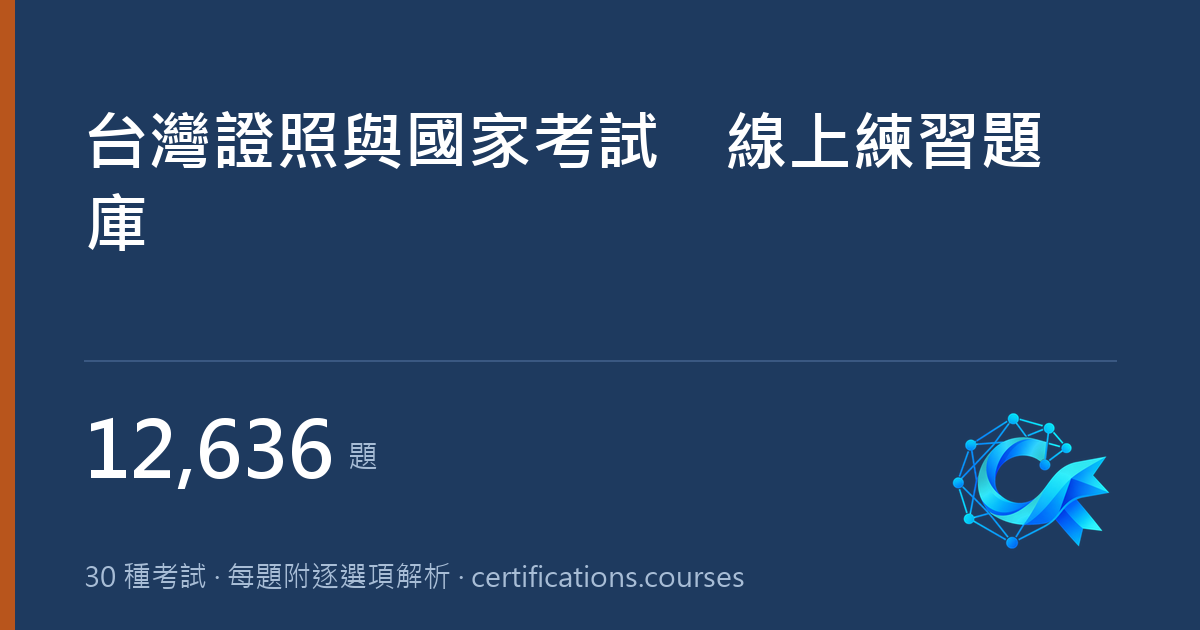 台灣證照與國家考試　線上練習題
庫
12,636 題
30 種考試 · 每題附逐選項解析 · certifications.courses